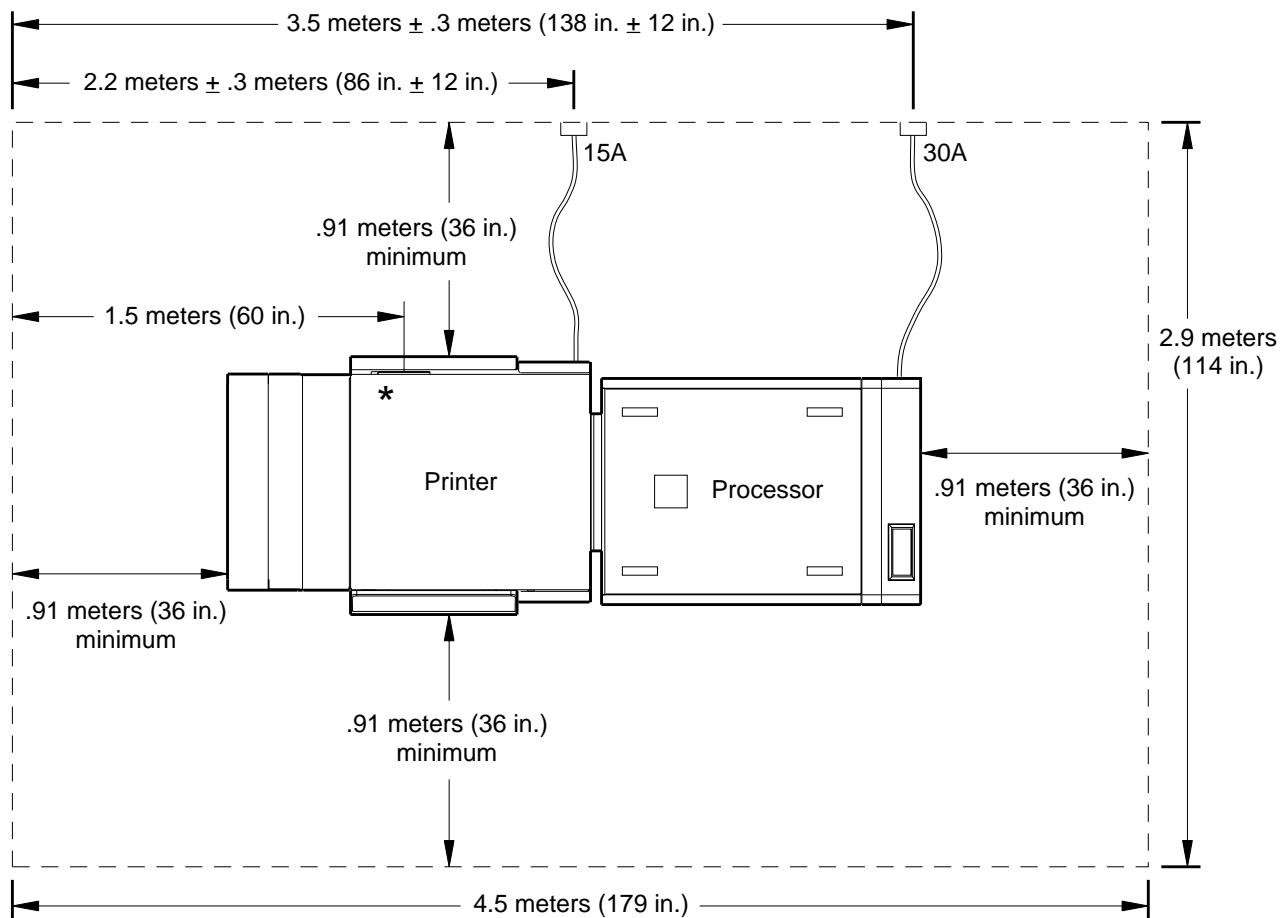 3.5 meters ± .3 meters (138 in. ± 12 in.)
2.2 meters ± .3 meters (86 in. ± 12 in.)
15A
30A
.91 meters (36 in.)
minimum
1.5 meters (60 in.)
2.9 meters
(114 in.)
*
Printer
Processor
.91 meters (36 in.)
minimum
.91 meters (36 in.)
minimum
.91 meters (36 in.)
minimum
4.5 meters (179 in.)